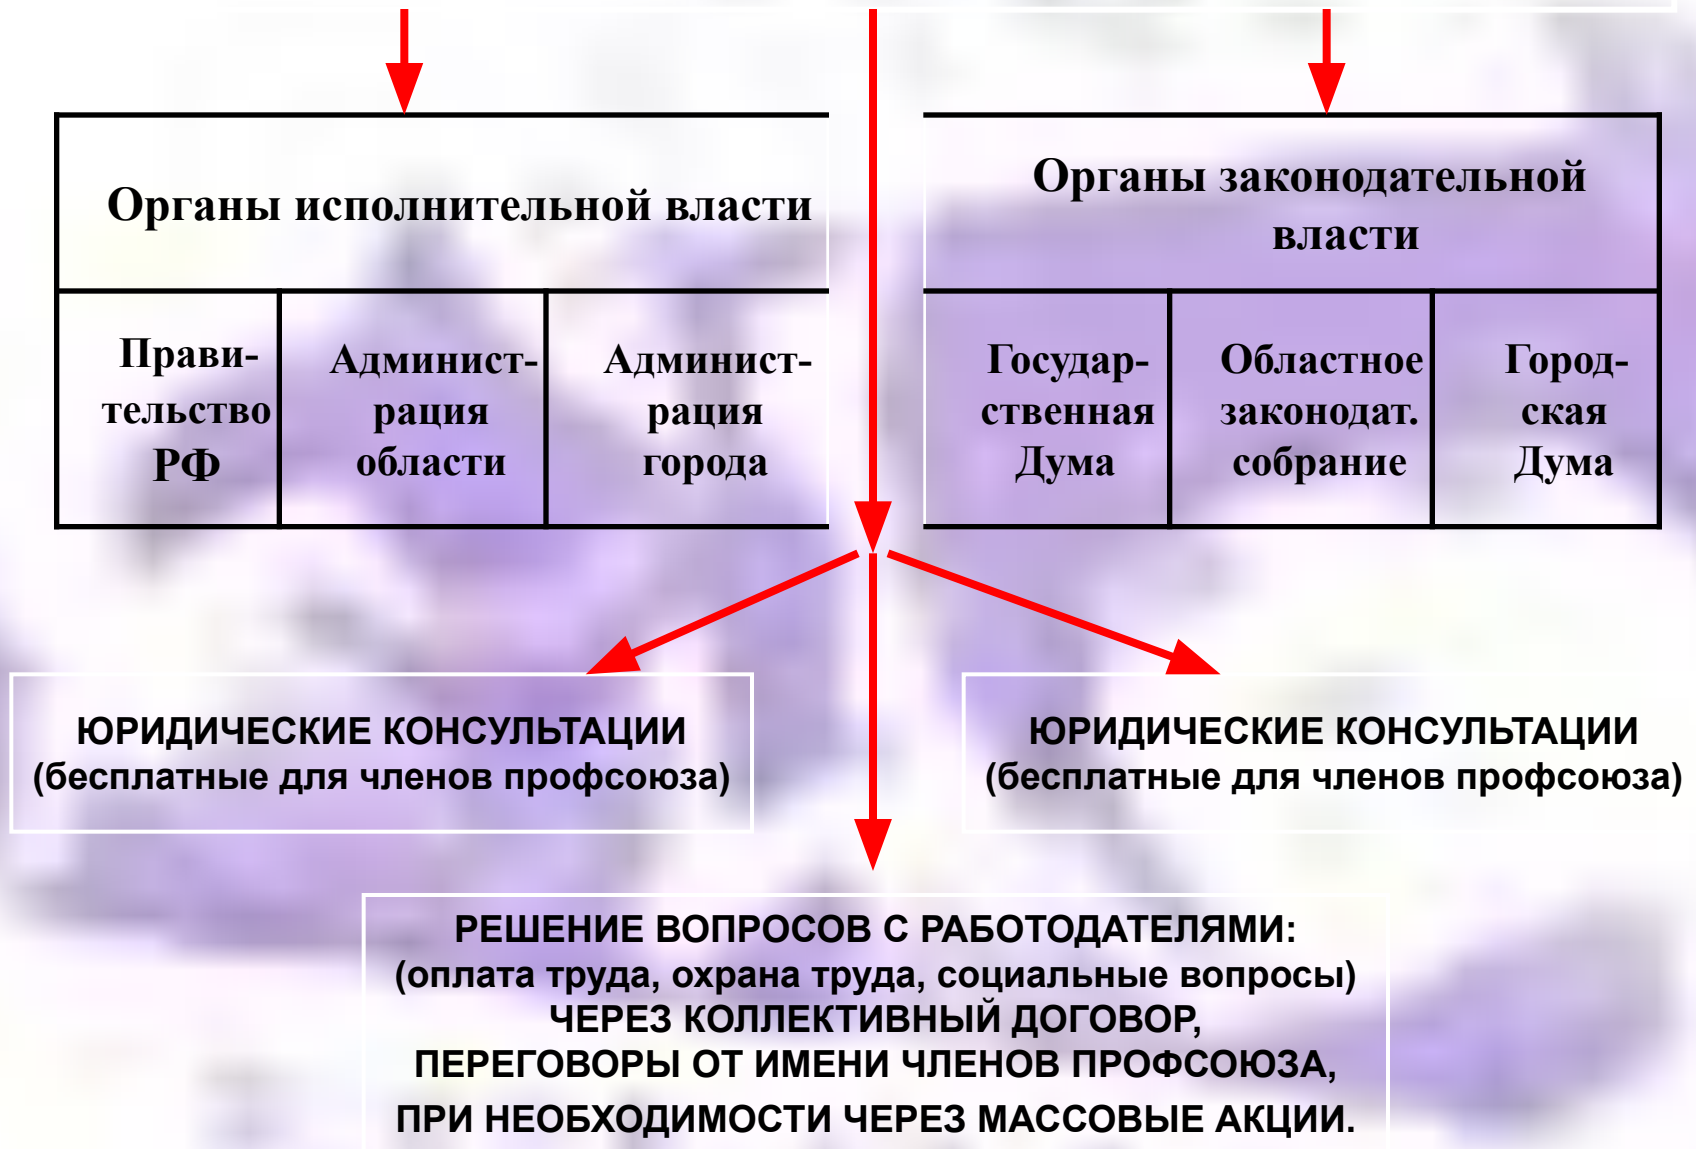 Органы исполнительной власти
Прави-
тельство
РФ
Админист-
рация
области
Админист-
рация
города
Органы законодательной
власти
Государ-
ственная
Дума
Областное
законодат.
собрание
Город-
ская
Дума
ЮРИДИЧЕСКИЕ КОНСУЛЬТАЦИИ
(бесплатные для членов профсоюза)
ЮРИДИЧЕСКИЕ КОНСУЛЬТАЦИИ
(бесплатные для членов профсоюза)
РЕШЕНИЕ ВОПРОСОВ С РАБОТОДАТЕЛЯМИ:
(оплата труда, охрана труда, социальные вопросы)
ЧЕРЕЗ КОЛЛЕКТИВНЫЙ ДОГОВОР,
ПЕРЕГОВОРЫ ОТ ИМЕНИ ЧЛЕНОВ ПРОФСОЮЗА,
ПРИ НЕОБХОДИМОСТИ ЧЕРЕЗ МАССОВЫЕ АКЦИИ.